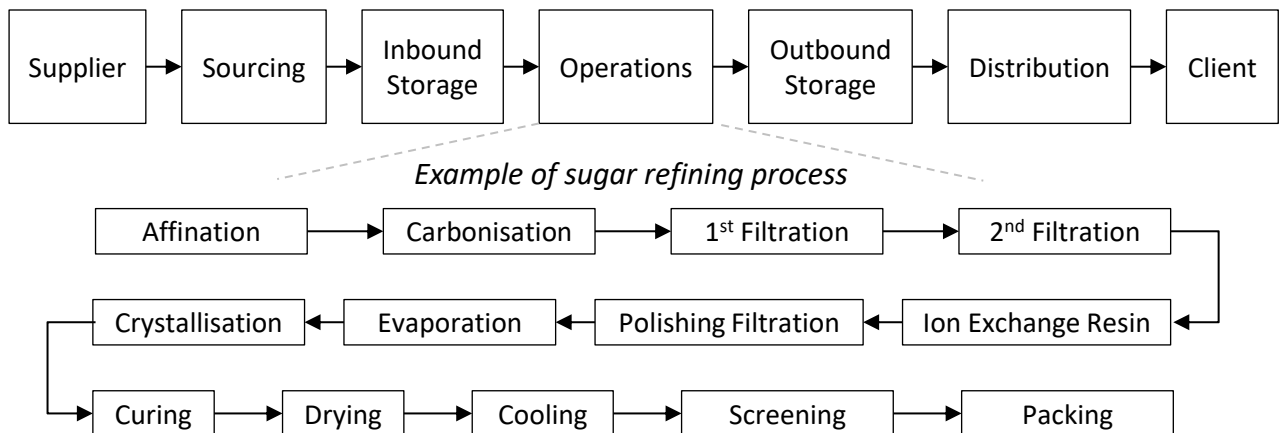 Supplier
Sourcing
Inbound
Storage
Operations
Outbound
Storage
Distribution
Client
Example of sugar refining process
Affination
Carbonisation
1st Filtration
2nd Filtration
Crystallisation
Evaporation
Polishing Filtration
Ion Exchange Resin
Curing
Drying
Cooling
Screening
Packing